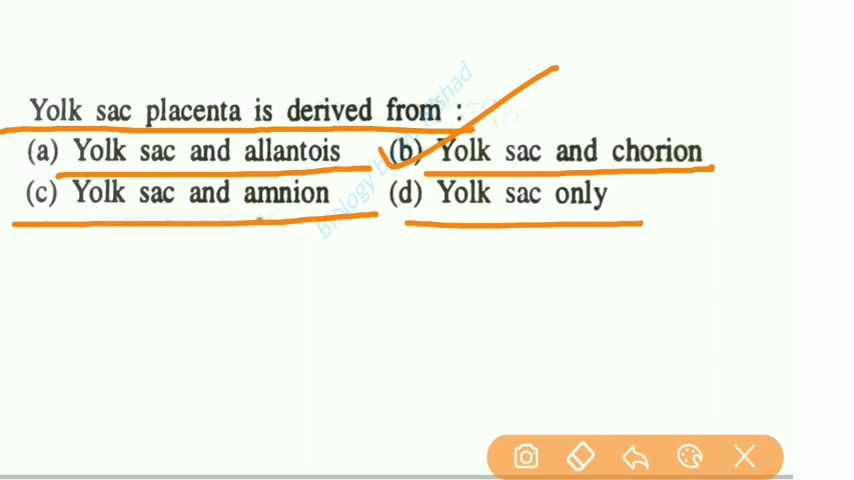 Yolk sac placenta is derived from :
(a) Yolk sac and allantois (b) Yolk sac and chorion
(c) Yolk sac and amnion (d) Yolk sac only